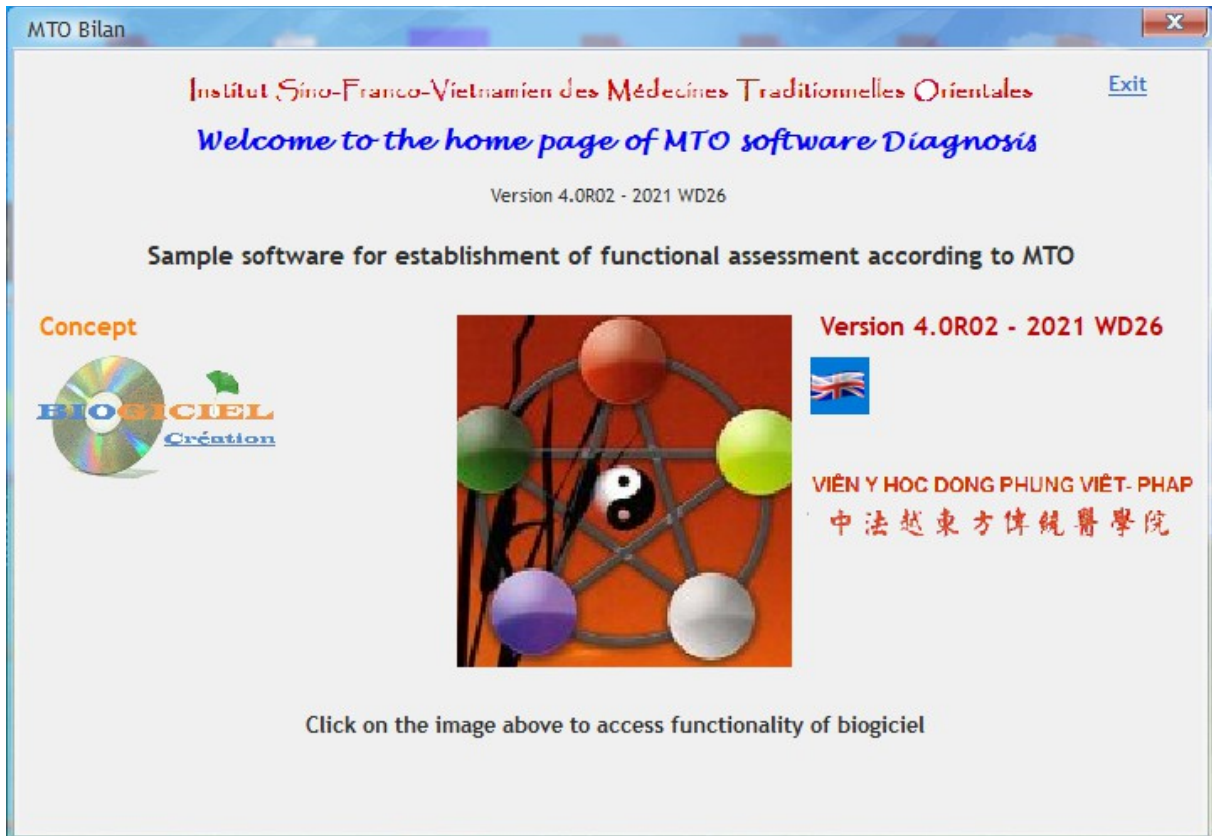 MTO Bilan
Institut Sino-Franco-Vietnamien des Médecines Traditionnelles Orientales
Exit
Welcome to the home page of MTO software Diagnosis
Version 4.0R02 - 2021 WD26
Sample software for establishment of functional assessment according to MTO
Concept
BIOGICIEL
Création
Version 4.0R02 - 2021 WD26
VIÊN Y HOC DONG PHUNG VIÊT- PHAP
中法越東方傳統醫學院
Click on the image above to access functionality of biogiciel